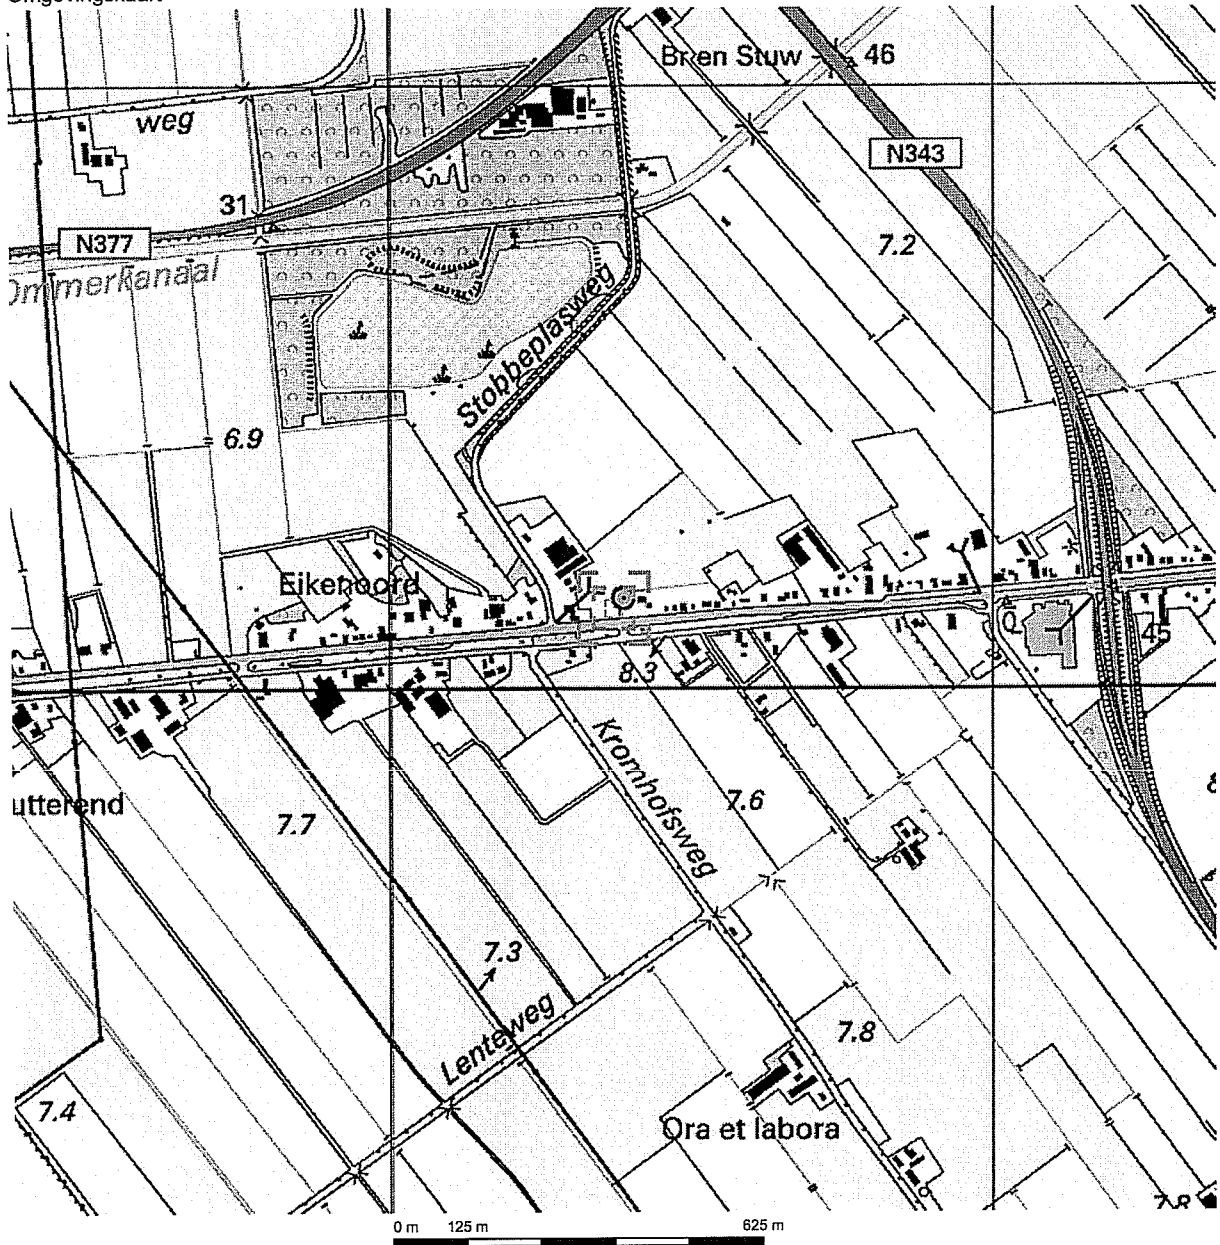 Omgevingskaart
Br en Stuw
46
weg
N343
31
N377
7.2
Ommerkanaal
Stobbeplasweg
6.9
Eikenoord
45
8.3
Kromhofsweg
utterend
7.7
7.6
7.3
Lenteweg
7.8
7.4
Ora et labora
7.8
0 m
125 m
625 m